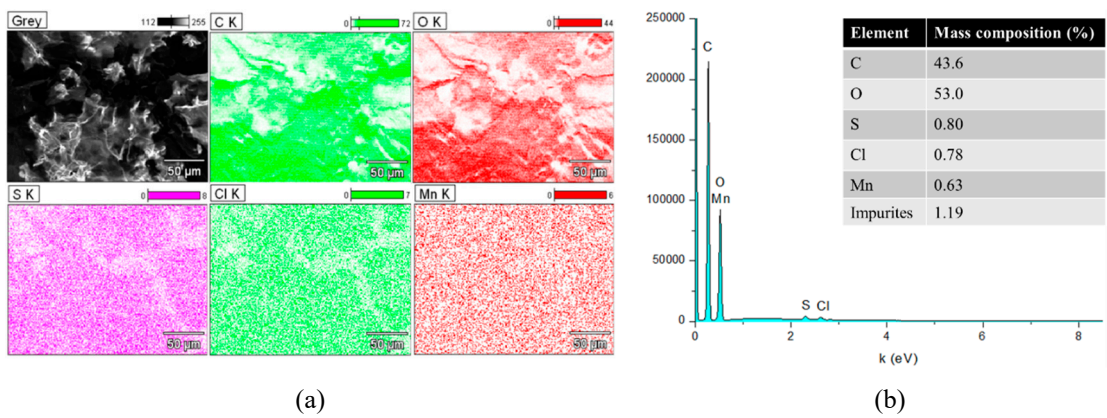 Grey 112 255
C K 0 72
O K 0 44
50 µm
50 µm
50 µm
S K 0 8
Cl K 0 7
Mn K 0 6
50 µm
50 µm
50 µm
(a)
250000
200000
150000
100000
50000
0
0 2 4 6 8
k (eV)
C
O
Mn
S Cl
Element Mass composition (%)
C 43.6
O 53.0
S 0.80
Cl 0.78
Mn 0.63
Impurites 1.19
(b)